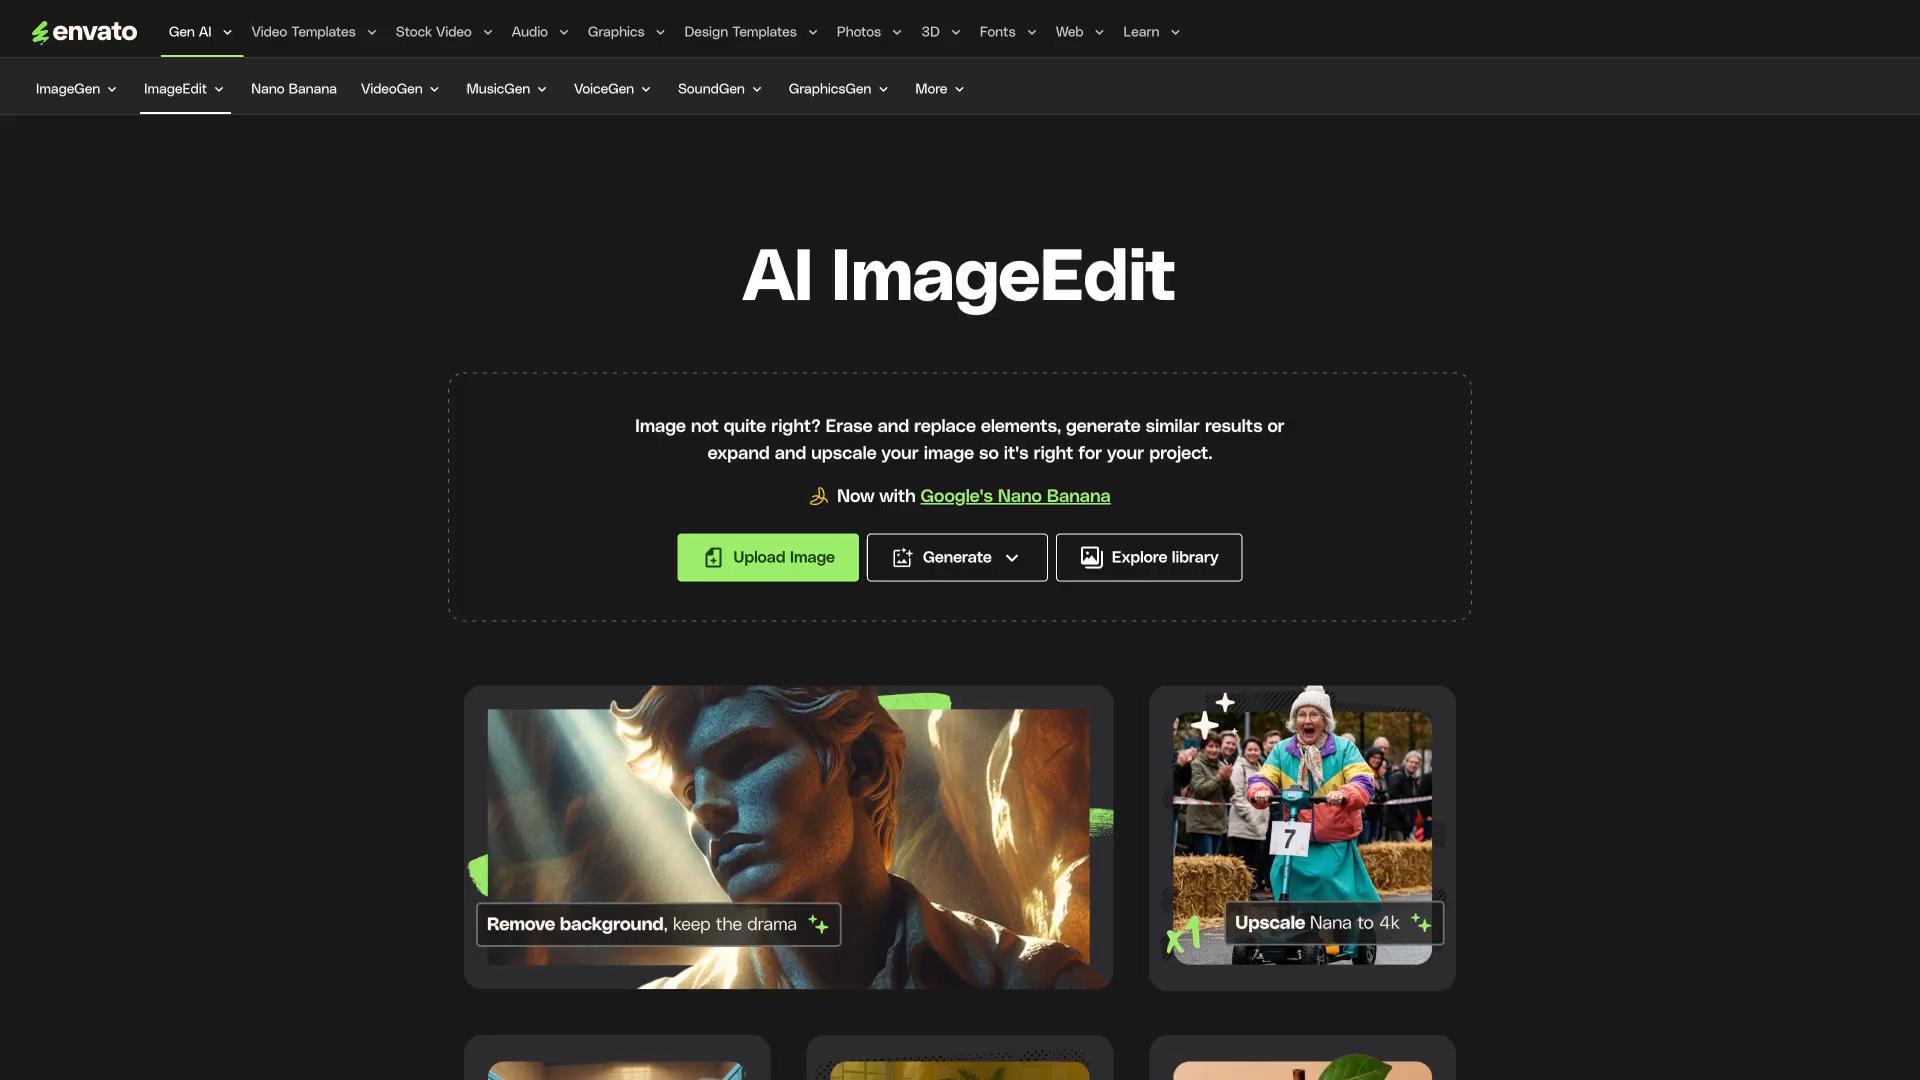 envato
Gen AI
Video Templates
Stock Video
Audio
Graphics
Design Templates
Photos
3D
Fonts
Web
Learn
ImageGen
ImageEdit
Nano Banana
VideoGen
MusicGen
VoiceGen
SoundGen
GraphicsGen
More
AI ImageEdit
Image not quite right? Erase and replace elements, generate similar results or
expand and upscale your image so it's right for your project.
Now with Google's Nano Banana
Upload Image
Generate
Explore library
Remove background, keep the drama
7
x1
Upscale Nana to 4k